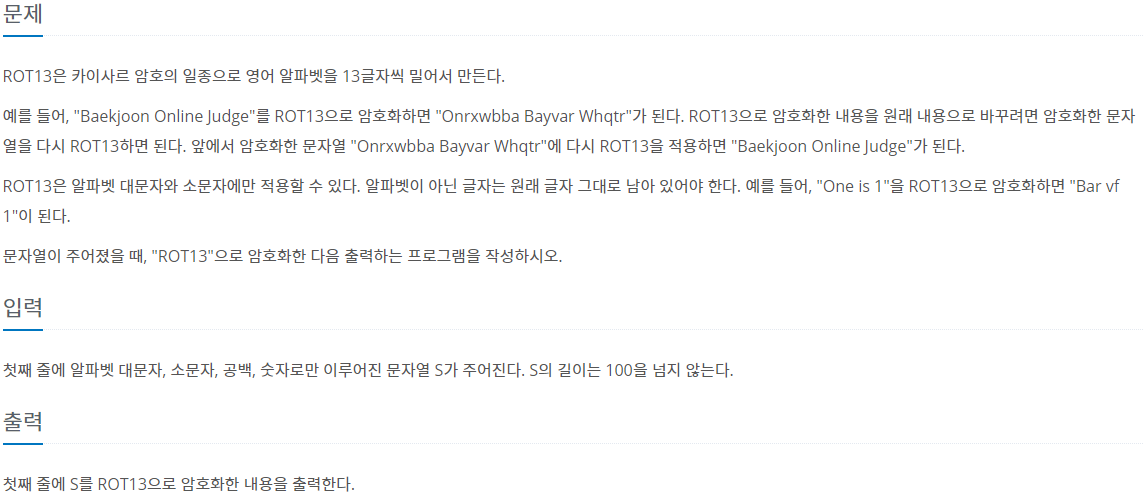 문제
ROT13은 카이사르 암호의 일종으로 영어 알파벳을 13글자씩 밀어서 만든다.
예를 들어, "Baekjoon Online Judge"를 ROT13으로 암호화하면 "Onrxwbba Bayvar Whqtr"가 된다. ROT13으로 암호화한 내용을 원래 내용으로 바꾸려면 암호화한 문자
열을 다시 ROT13하면 된다. 앞에서 암호화한 문자열 "Onrxwbba Bayvar Whqtr"에 다시 ROT13을 적용하면 "Baekjoon Online Judge"가 된다.
ROT13은 알파벳 대문자와 소문자에만 적용할 수 있다. 알파벳이 아닌 글자는 원래 글자 그대로 남아 있어야 한다. 예를 들어, "One is 1"을 ROT13으로 암호화하면 "Bar vf
1"이 된다.
문자열이 주어졌을 때, "ROT13"으로 암호화한 다음 출력하는 프로그램을 작성하시오.
입력
첫째 줄에 알파벳 대문자, 소문자, 공백, 숫자로만 이루어진 문자열 S가 주어진다. S의 길이는 100을 넘지 않는다.
출력
첫째 줄에 S를 ROT13으로 암호화한 내용을 출력한다.